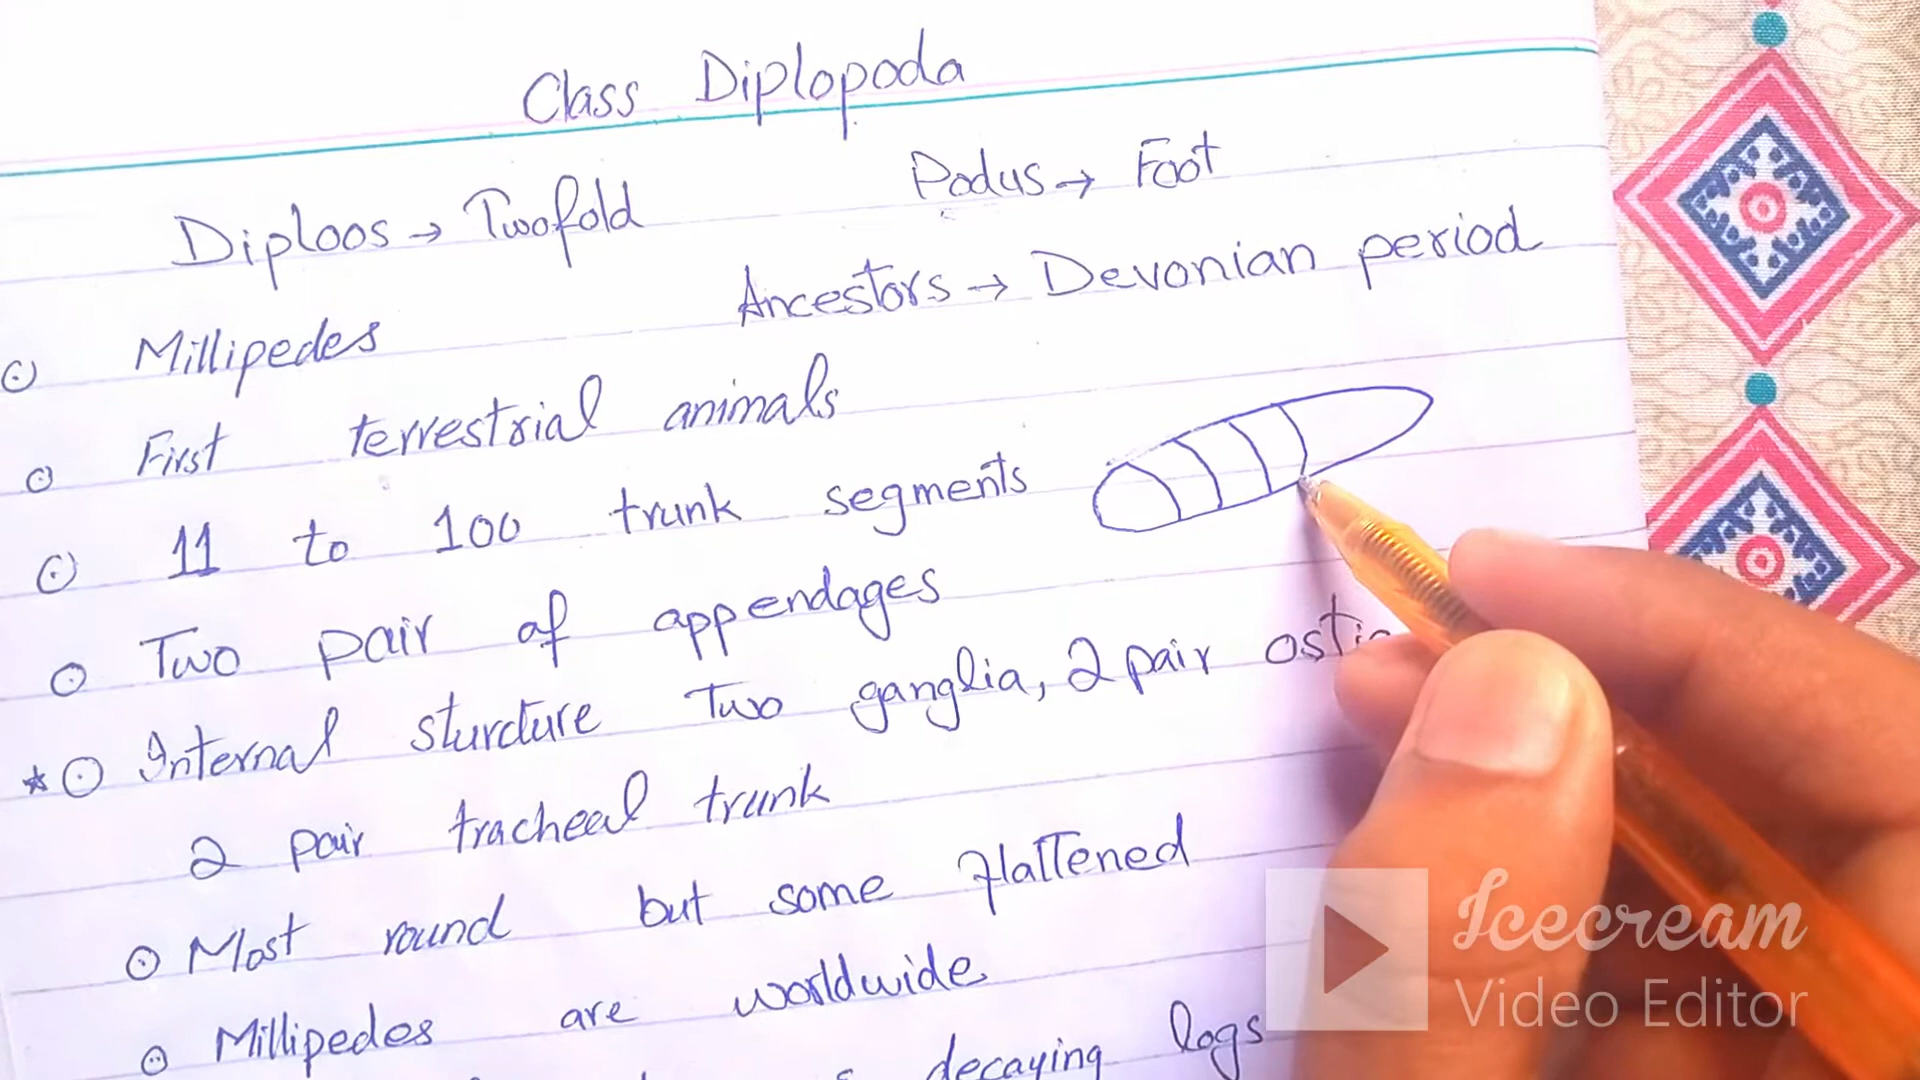 Class Diplopoda
Diploos → Twofold Podus → Foot
Ancestors → Devonian period
Millipedes
First terrestrial animals
11 to 100 trunk segments
Two pair of appendages
* Internal sturcture Two ganglia, 2 pair osti
2 pair tracheal trunk
Most round but some flattened
Millipedes are worldwide
decaying logs
Icecream
Video Editor